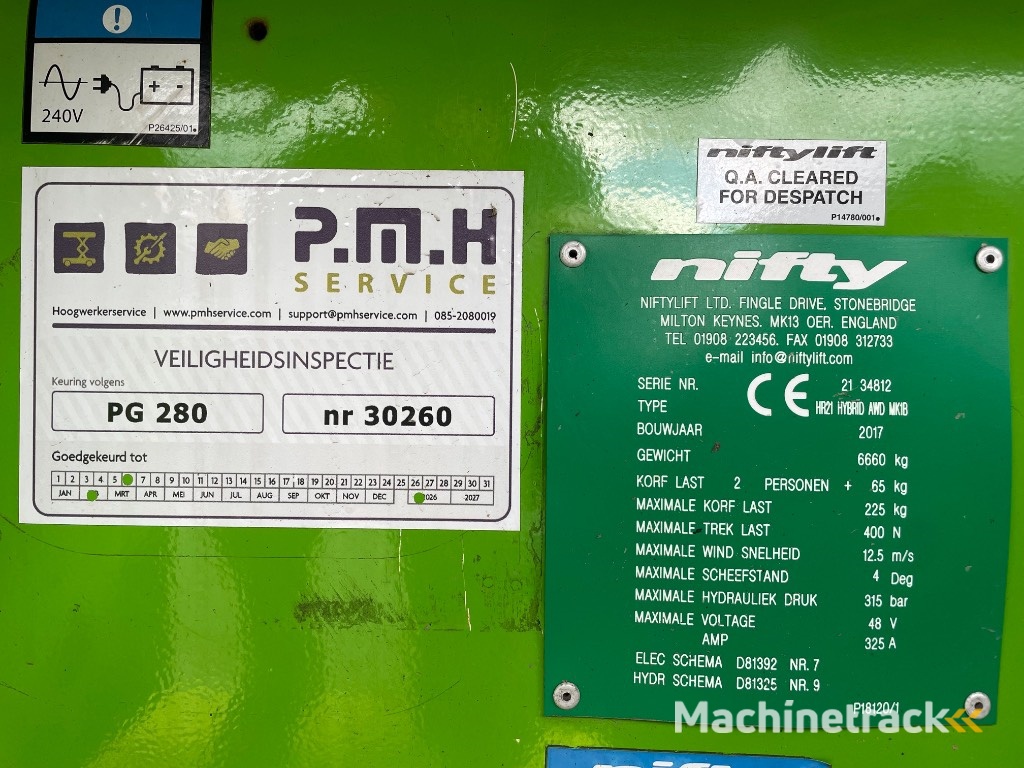 240V
P26425/01
P.M.H
SERVICE
Hoogwerkerservice | www.pmhservice.com | support@pmhservice.com | 085-2080019
VEILIGHEIDSINSPECTIE
Keuring volgens
PG 280
nr 30260
Goedgekeurd tot
1 2 3 4 5 7 8 9 10 11 12 13 14 15 16 17 18 19 20 21 22 23 24 25 26 27 28 29 30 31
JAN MRT APR MEI JUN JUL AUG SEP OKT NOV DEC 2026 2027
niftylift
Q.A. CLEARED
FOR DESPATCH
P14780/001
nifty
NIFTYLIFT LTD. FINGLE DRIVE, STONEBRIDGE
MILTON KEYNES. MK13 OER. ENGLAND
TEL 01908 223456. FAX 01908 312733
e-mail info@niftylift.com
CE
SERIE NR. 21 34812
TYPE HR21 HYBRID AWD MK1B
BOUWJAAR 2017
GEWICHT 6660 kg
KORF LAST 2 PERSONEN + 65 kg
MAXIMALE KORF LAST 225 kg
MAXIMALE TREK LAST 400 N
MAXIMALE WIND SNELHEID 12.5 m/s
MAXIMALE SCHEEFSTAND 4 Deg
MAXIMALE HYDRAULIEK DRUK 315 bar
MAXIMALE VOLTAGE 48 V
AMP 325 A
ELEC SCHEMA D81392 NR. 7
HYDR SCHEMA D81325 NR. 9
P18120/1
Machinetrack
nifty